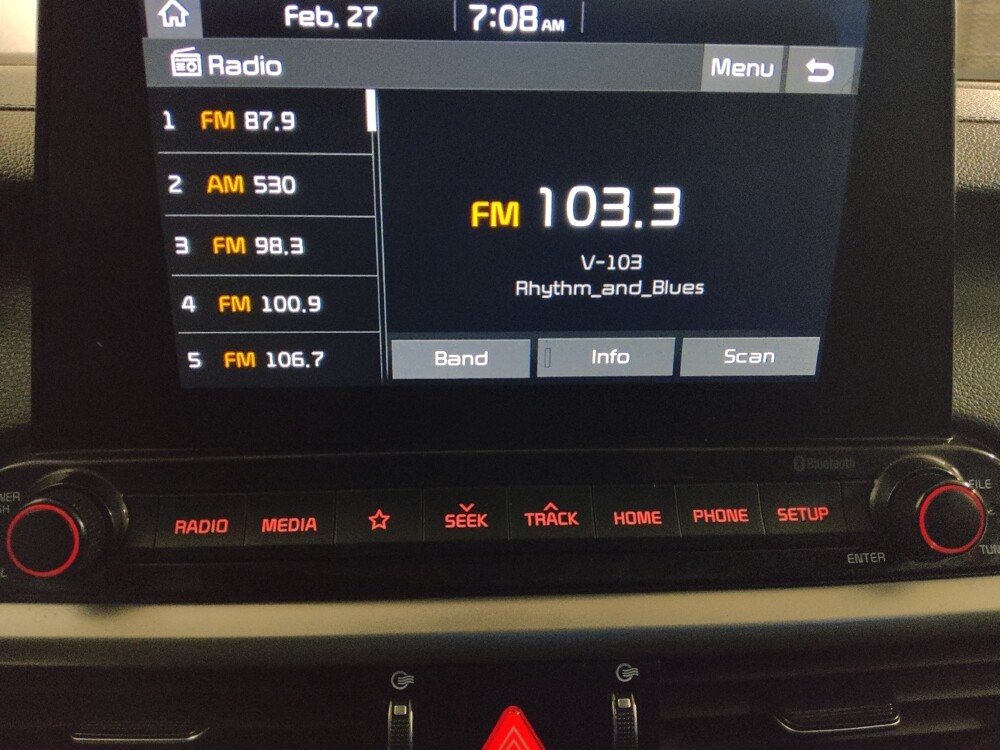 Feb. 27 7:08 AM
Radio Menu
1 FM 87.9
2 AM 530
3 FM 98.3
4 FM 100.9
5 FM 106.7
FM 103.3
V-103
Rhythm_and_Blues
Band Info Scan
Bluetooth
FILE
RADIO MEDIA SEEK TRACK HOME PHONE SETUP
ENTER